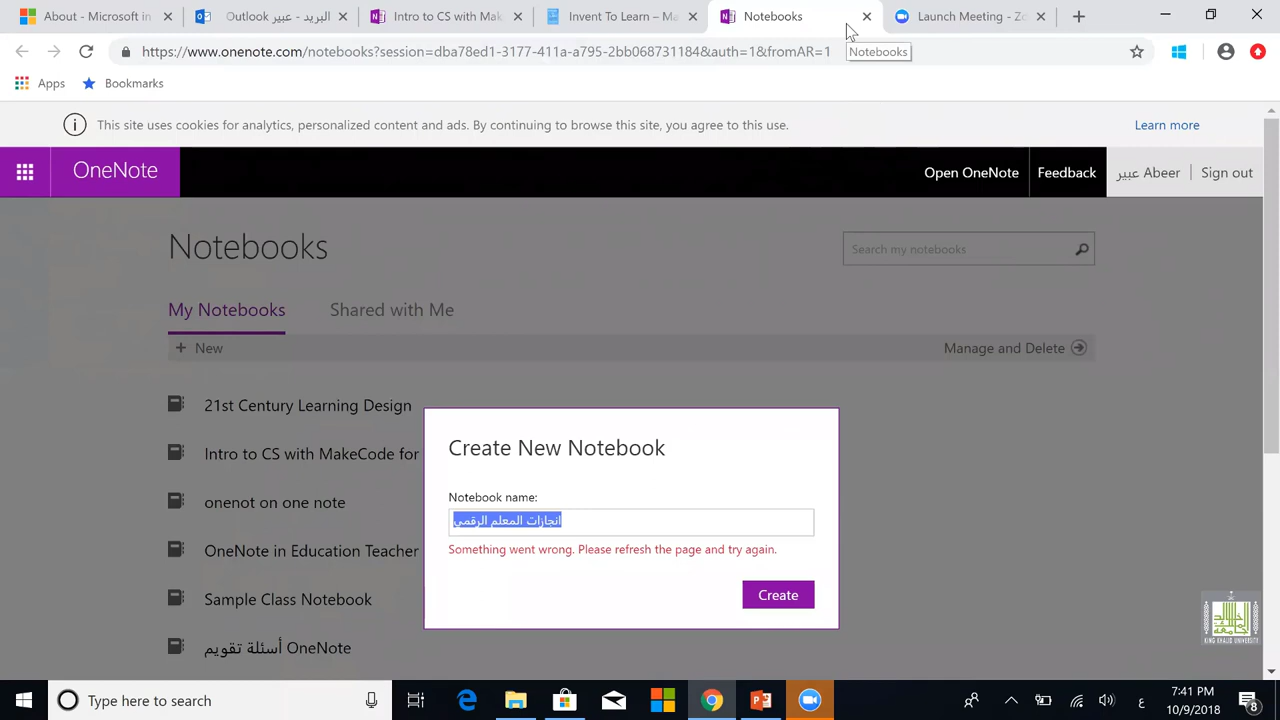 About - Microsoft in
البريد - عبير Outlook
Intro to CS with Mak
Invent To Learn – Ma
Notebooks
Launch Meeting - Zo
https://www.onenote.com/notebooks?session=dba78ed1-3177-411a-a795-2bb068731184&auth=1&fromAR=1
Notebooks
Apps
Bookmarks
This site uses cookies for analytics, personalized content and ads. By continuing to browse this site, you agree to this use.
Learn more
OneNote
Open OneNote
Feedback
عبير Abeer
Sign out
Notebooks
Search my notebooks
My Notebooks
Shared with Me
+ New
Manage and Delete
21st Century Learning Design
Intro to CS with MakeCode for
onenot on one note
OneNote in Education Teacher
Sample Class Notebook
أسئلة تقويم OneNote
Create New Notebook
Notebook name:
انجازات المعلم الرقمي
Something went wrong. Please refresh the page and try again.
Create
KING KHALID UNIVERSITY
Type here to search
ع
7:41 PM
10/9/2018
8